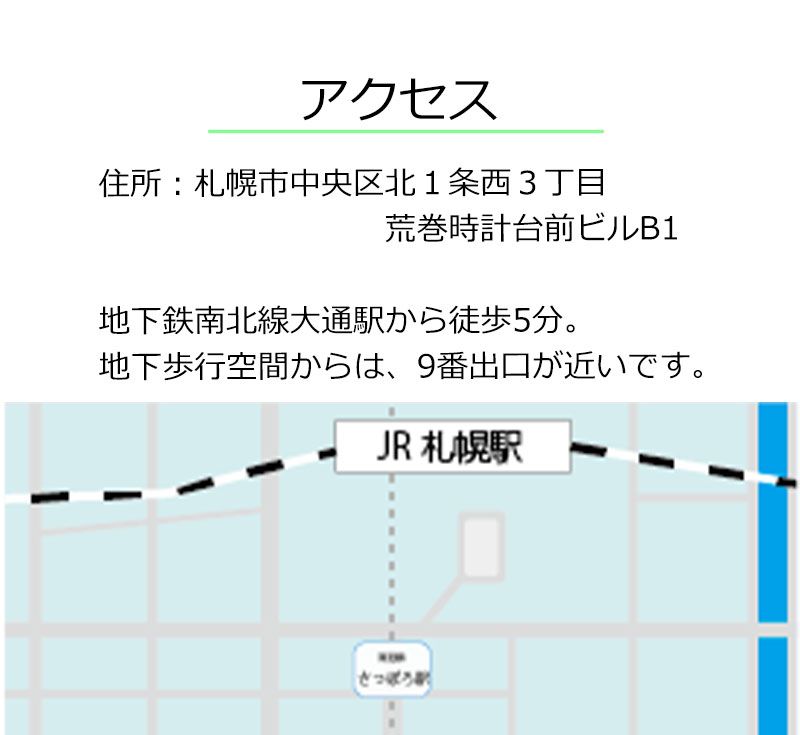 アクセス
住所：札幌市中央区北１条西３丁目
荒巻時計台前ビルB1
地下鉄南北線大通駅から徒歩5分。
地下歩行空間からは、9番出口が近いです。
JR 札幌駅
さっぽろ駅